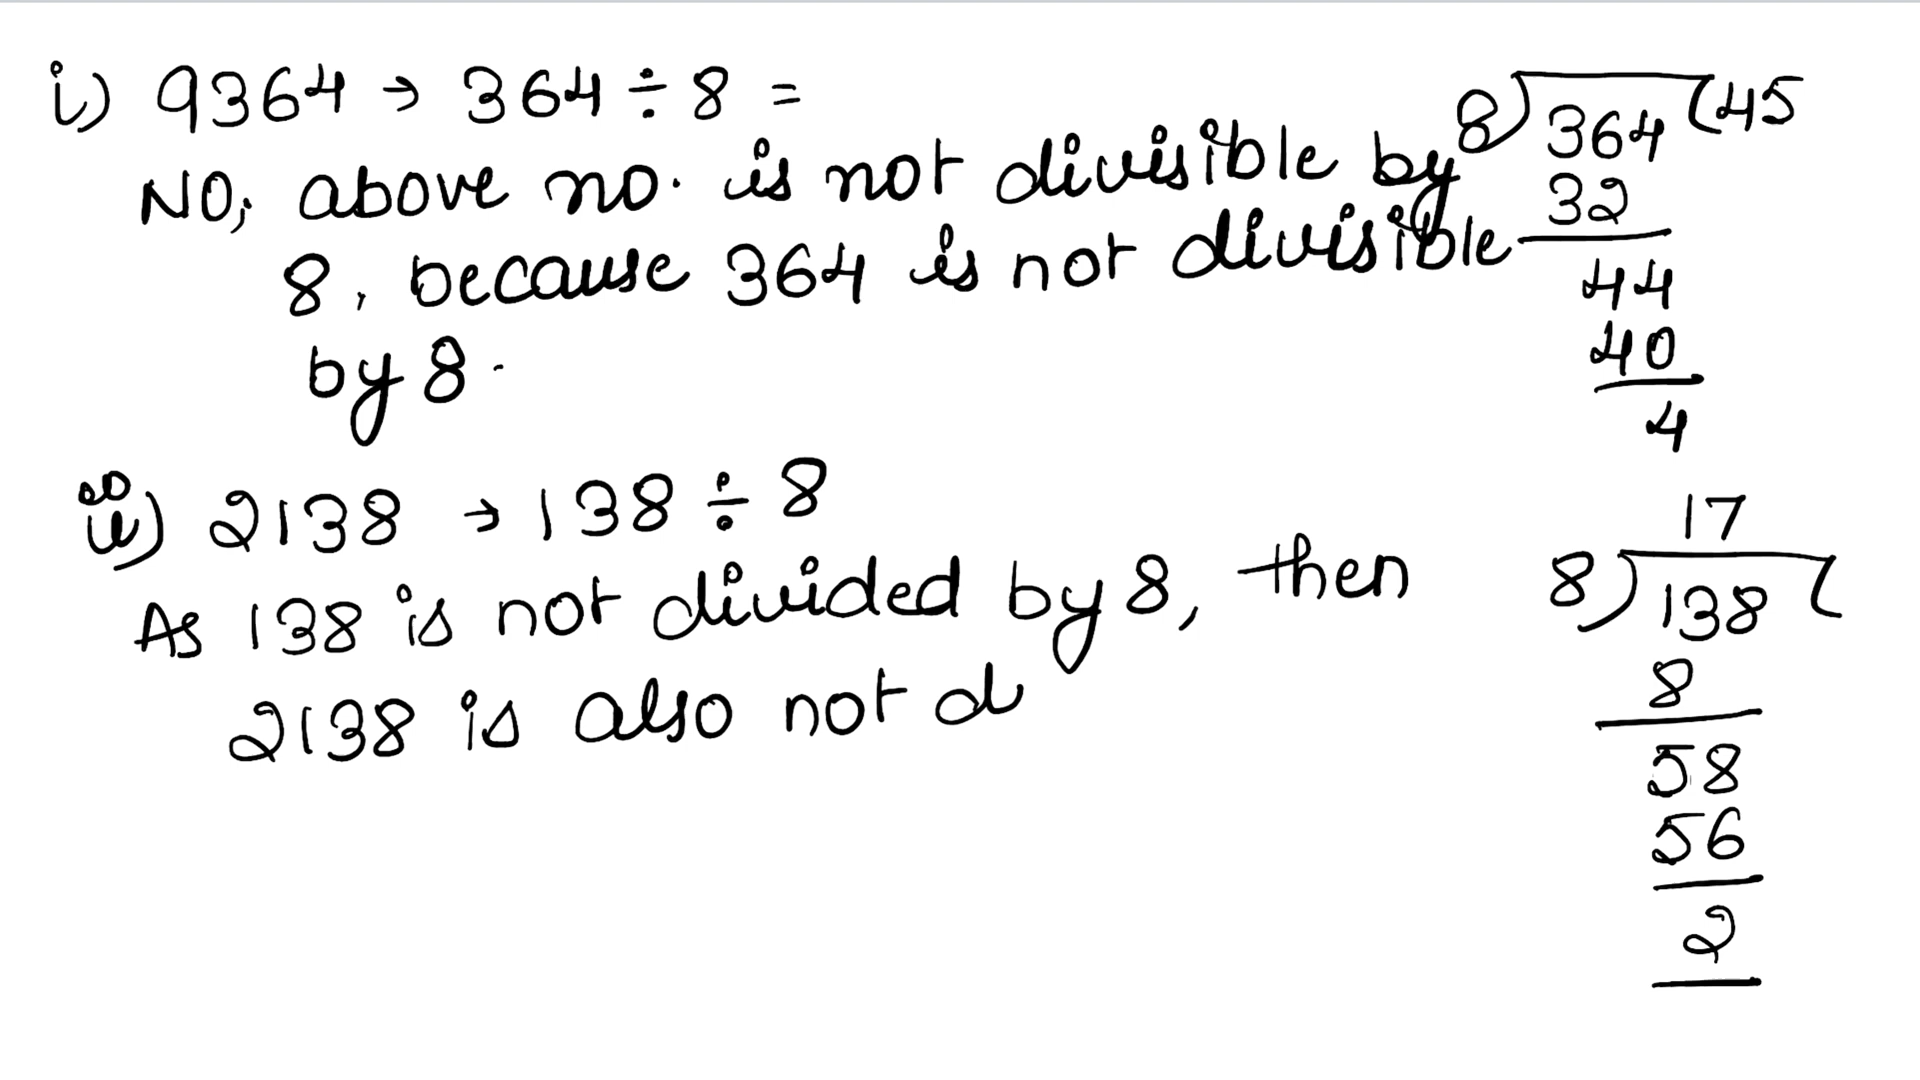 i) 9364 → 364 ÷ 8 =
NO, above no. is not divisible by
8, because 364 is not divisible
by 8.
8) 364 (45
32
44
40
4
ii) 2138 → 138 ÷ 8
As 138 is not divided by 8, then
2138 is also not d
17
8) 138 (
8
58
56
2